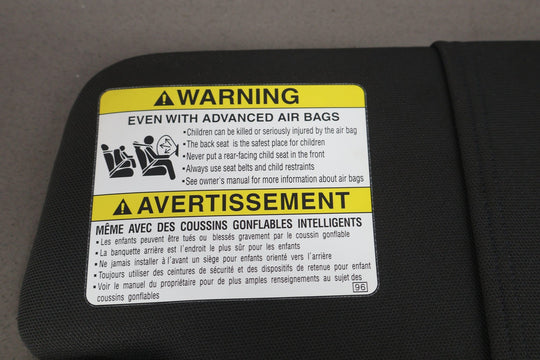 ⚠WARNING
EVEN WITH ADVANCED AIR BAGS
•Children can be killed or seriously injured by the air bag
•The back seat is the safest place for children
•Never put a rear-facing child seat in the front
•Always use seat belts and child restraints
•See owner's manual for more information about air bags
⚠AVERTISSEMENT
MÊME AVEC DES COUSSINS GONFLABLES INTELLIGENTS
•Les enfants peuvent être tués ou blessés gravement par le coussin gonflable
•La banquette arrière est l'endroit le plus sûr pour les enfants
•Ne jamais installer à l'avant un siège pour enfants orienté vers l'arrière
•Toujours utiliser des ceintures de sécurité et des dispositifs de retenue pour enfant
•Voir le manuel du propriétaire pour de plus amples renseignements au sujet des
coussins gonflables
96